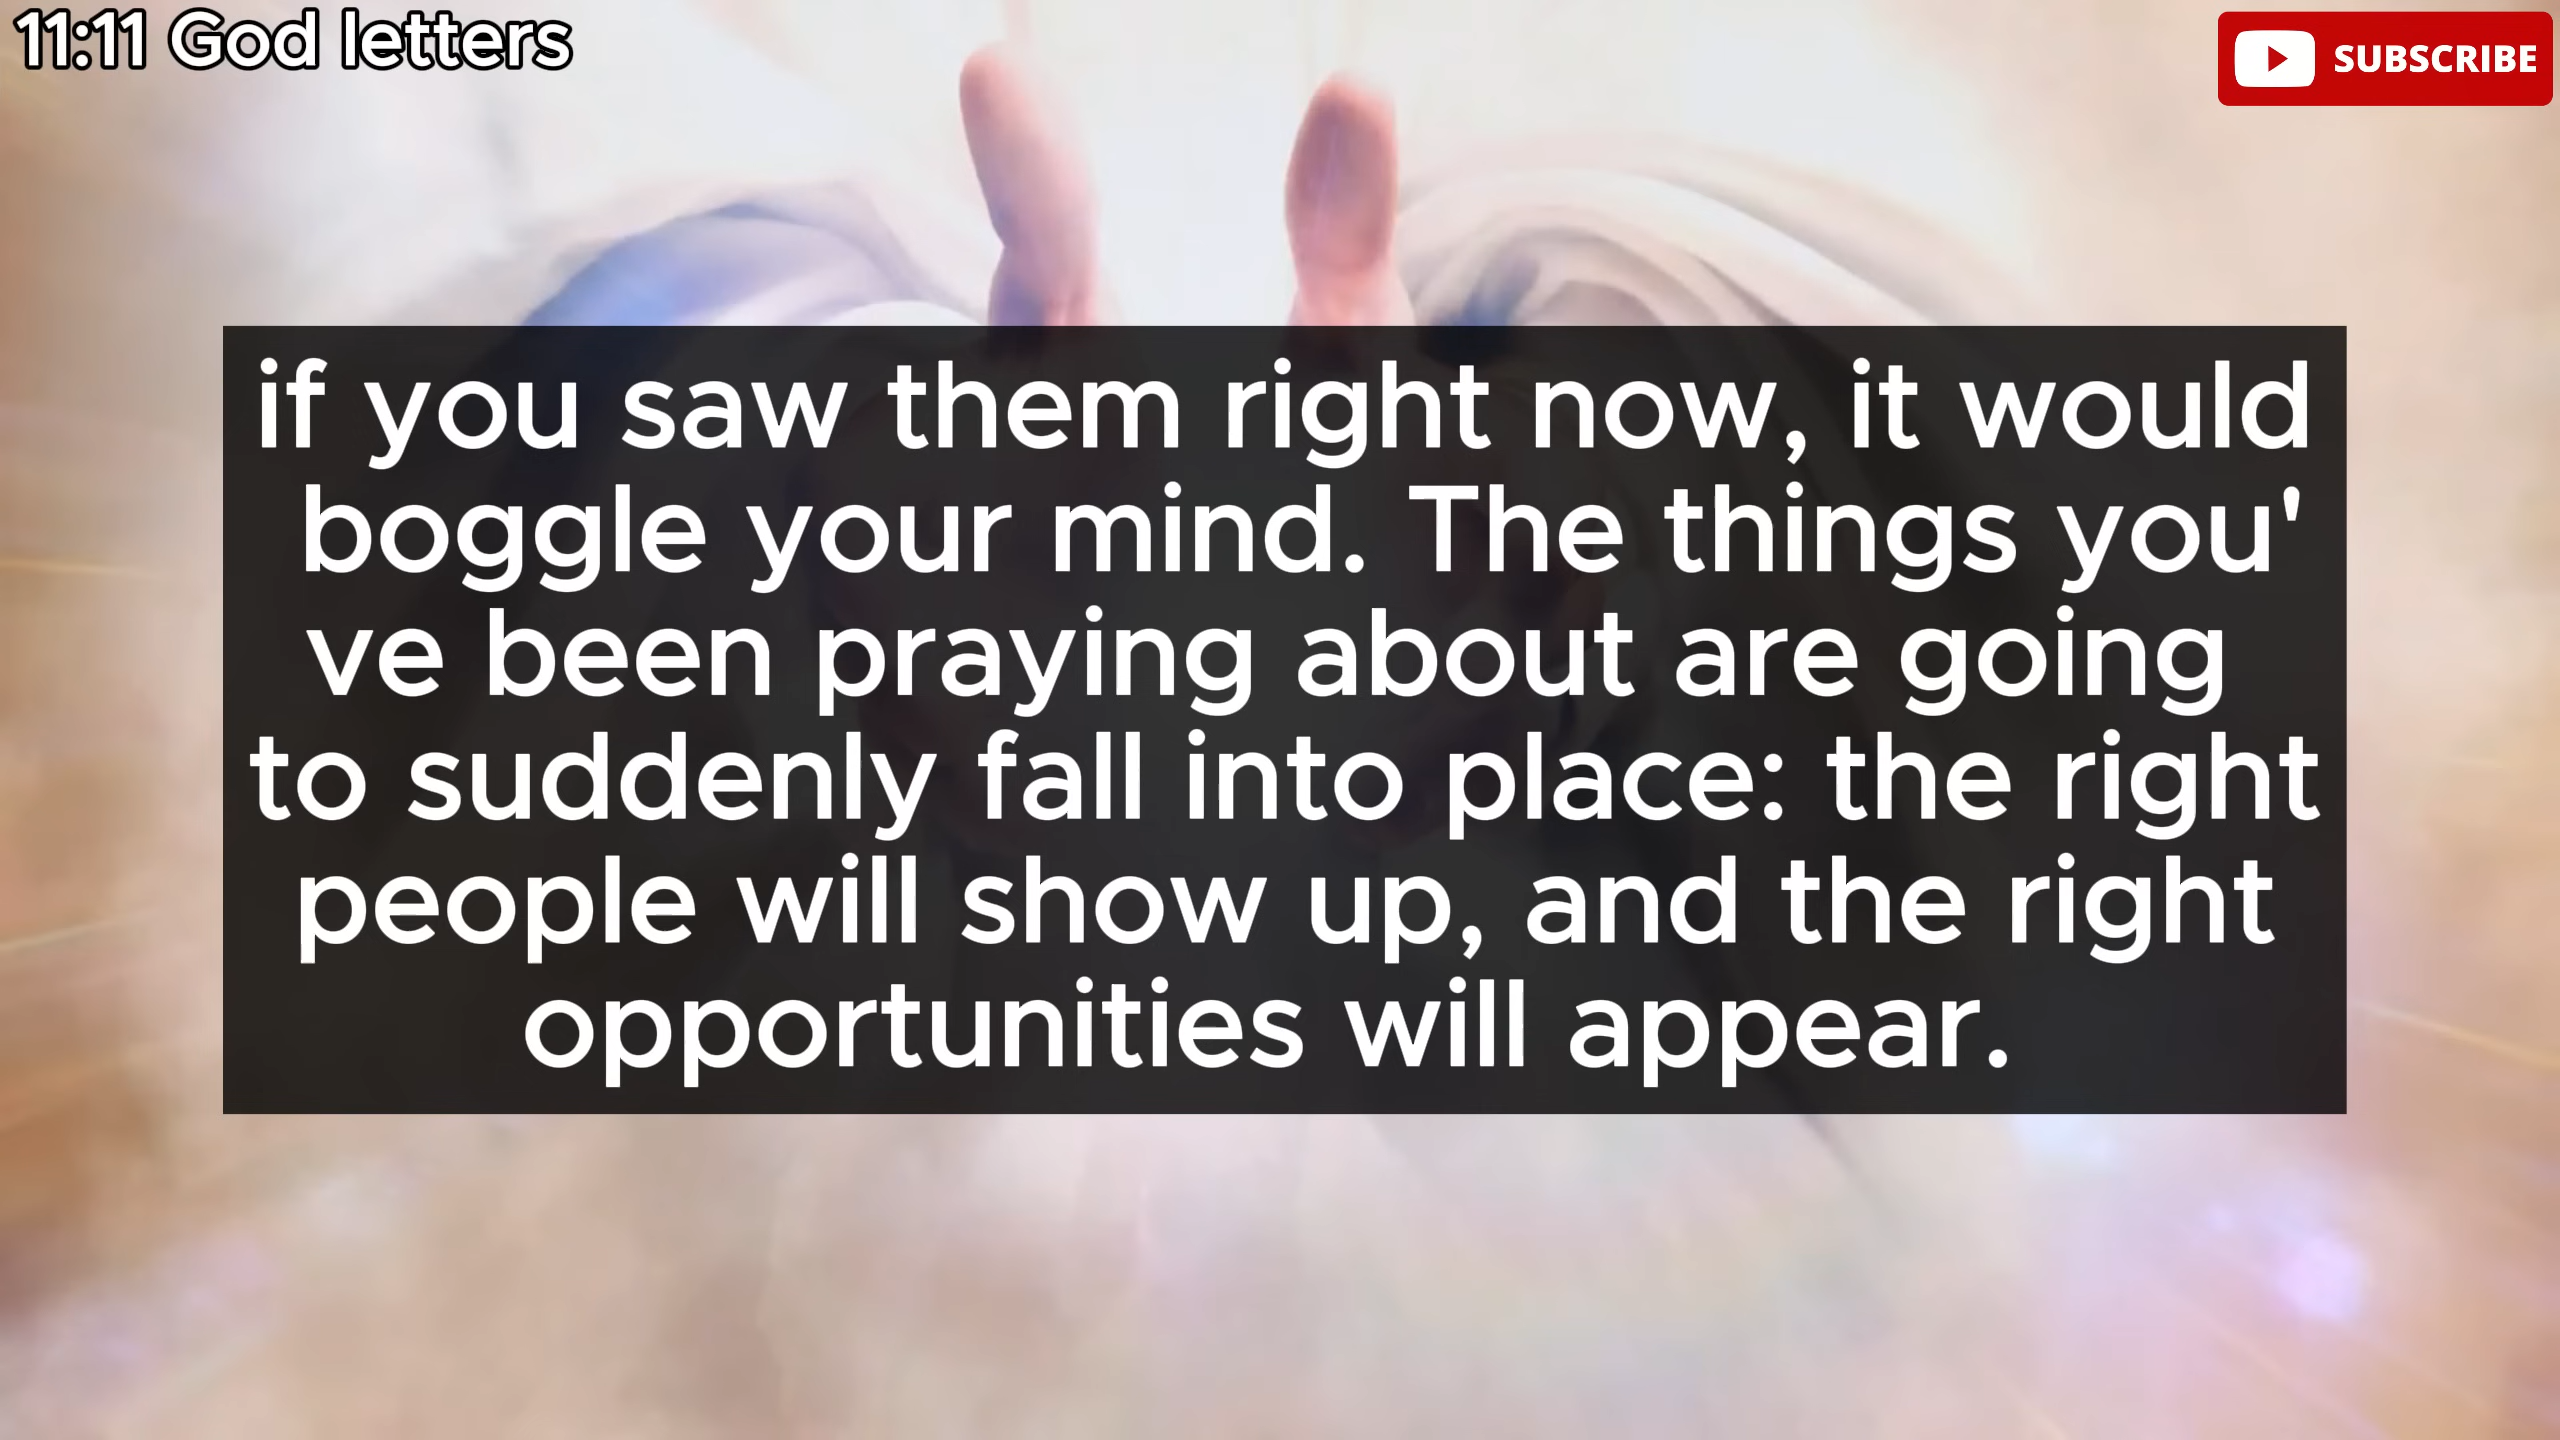 11:11 God letters
SUBSCRIBE
if you saw them right now, it would
boggle your mind. The things you'
ve been praying about are going
to suddenly fall into place: the right
people will show up, and the right
opportunities will appear.